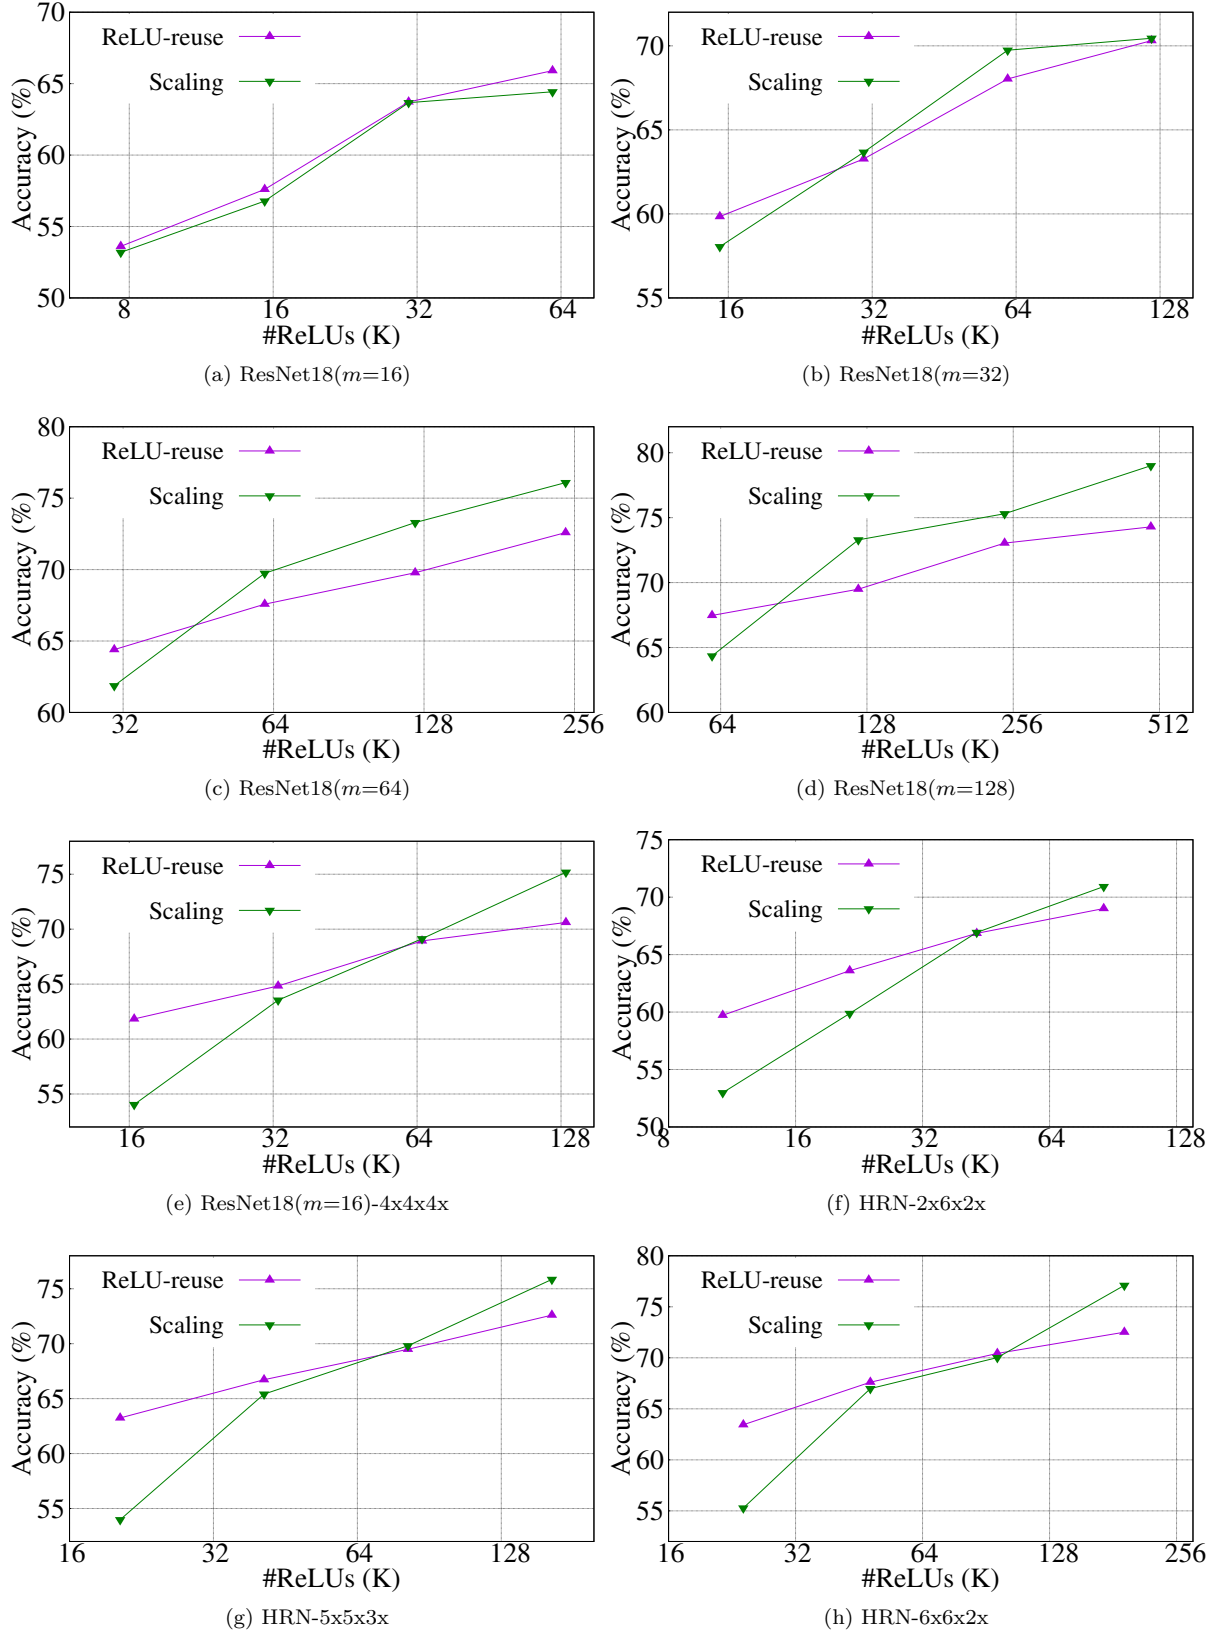 70
65
60
55
50
8 16 32 64
Accuracy (%)
#ReLUs (K)
ReLU-reuse
Scaling
(a) ResNet18(m=16)
70
65
60
55
16 32 64 128
Accuracy (%)
#ReLUs (K)
ReLU-reuse
Scaling
(b) ResNet18(m=32)
80
75
70
65
60
32 64 128 256
Accuracy (%)
#ReLUs (K)
ReLU-reuse
Scaling
(c) ResNet18(m=64)
80
75
70
65
60
64 128 256 512
Accuracy (%)
#ReLUs (K)
ReLU-reuse
Scaling
(d) ResNet18(m=128)
75
70
65
60
55
16 32 64 128
Accuracy (%)
#ReLUs (K)
ReLU-reuse
Scaling
(e) ResNet18(m=16)-4x4x4x
75
70
65
60
55
50
8 16 32 64 128
Accuracy (%)
#ReLUs (K)
ReLU-reuse
Scaling
(f) HRN-2x6x2x
75
70
65
60
55
16 32 64 128
Accuracy (%)
#ReLUs (K)
ReLU-reuse
Scaling
(g) HRN-5x5x3x
80
75
70
65
60
55
16 32 64 128 256
Accuracy (%)
#ReLUs (K)
ReLU-reuse
Scaling
(h) HRN-6x6x2x